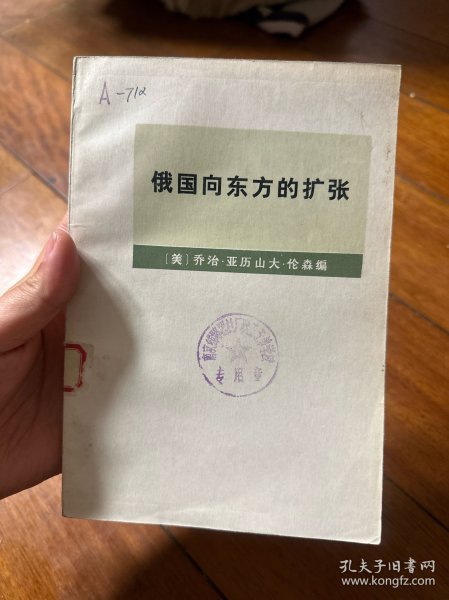 A-712
俄国向东方的扩张
〔美〕乔治·亚历山大·伦森编
专用章
孔夫子旧书网
www.kongfz.com